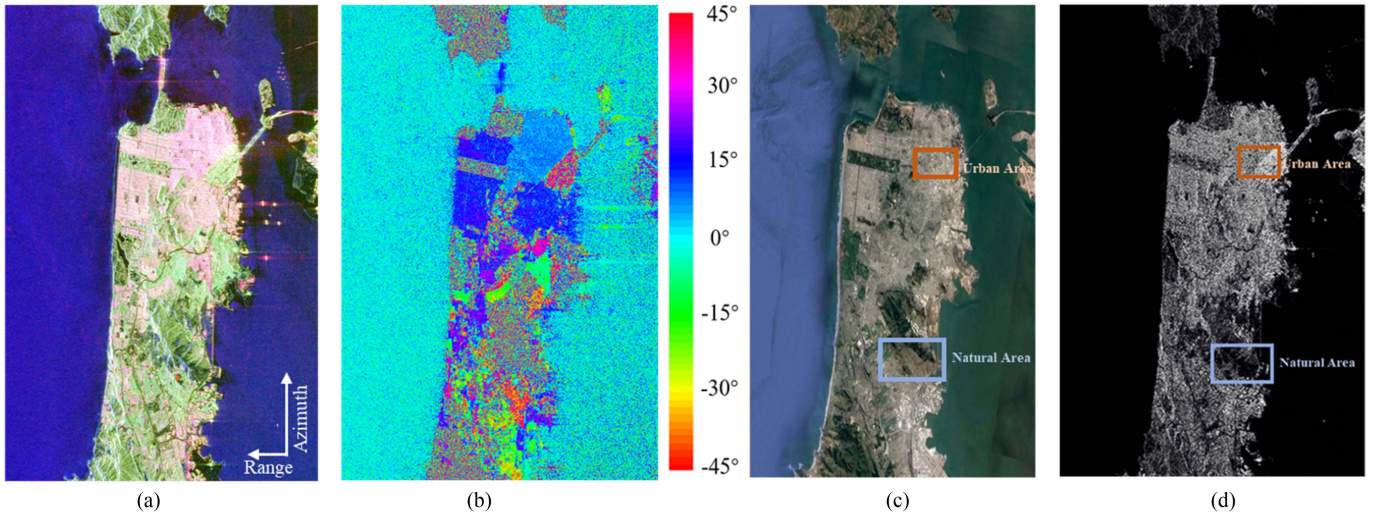 Azimuth
Range
45°
30°
15°
0°
-15°
-30°
-45°
Urban Area
Natural Area
Urban Area
Natural Area
(a)
(b)
(c)
(d)